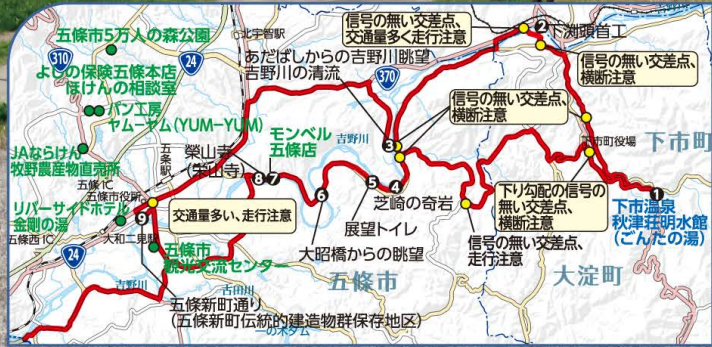 五條市5万人の森公園
310
24
北宇智駅
よしの保険五條本店
ほけんの相談室
パン工房
ヤム−ヤム(YUM−YUM)
JAならけん
牧野農産物直売所
五條IC
五條市役所
五条駅
リバーサイドホテル
金剛の湯
五條西IC
24
大和二見駅
9
榮山寺
(栄山寺)
8
7
モンベル
五條店
交通量多い、走行注意
五條市
観光交流センター
吉野川
吉田川
五條新町通り
(五條新町伝統的建造物群保存地区)
一の木ダム
あだばしからの吉野川眺望
吉野川の清流
370
吉野川
信号の無い交差点、
交通量多く走行注意
2
下渕頭首工
信号の無い交差点、
横断注意
信号の無い交差点、
横断注意
3
4
5
6
芝崎の奇岩
展望トイレ
大昭橋からの眺望
五條市
下市町役場
下市町
下り勾配の信号の
無い交差点、
横断注意
信号の無い交差点、
走行注意
1
下市温泉
秋津荘明水館
(ごんたの湯)
大淀町